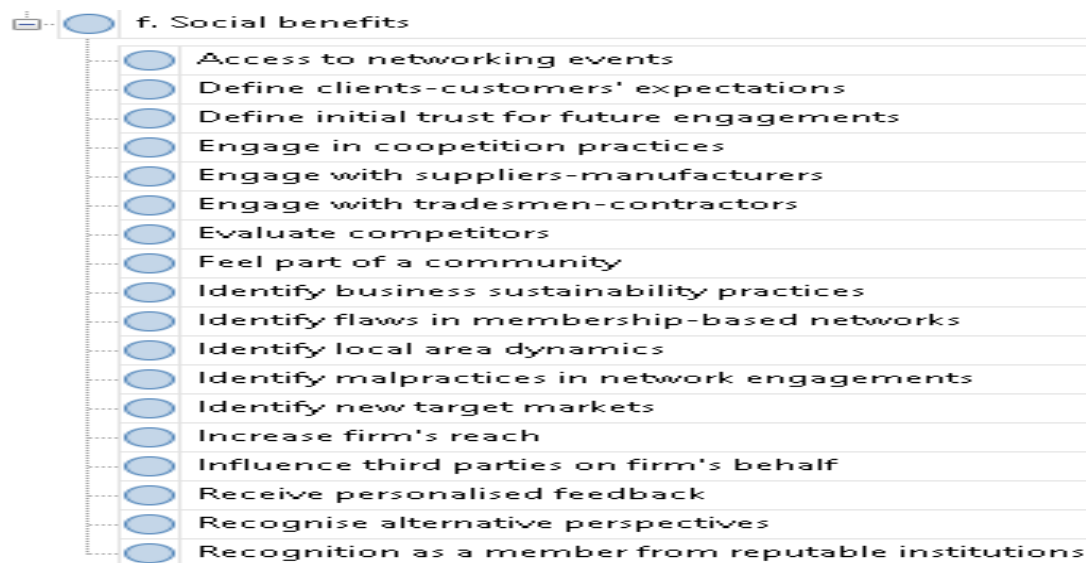 f. Social benefits
Access to networking events
Define clients-customers' expectations
Define initial trust for future engagements
Engage in coopetition practices
Engage with suppliers-manufacturers
Engage with tradesmen-contractors
Evaluate competitors
Feel part of a community
Identify business sustainability practices
Identify flaws in membership-based networks
Identify local area dynamics
Identify malpractices in network engagements
Identify new target markets
Increase firm's reach
Influence third parties on firm's behalf
Receive personalised feedback
Recognise alternative perspectives
Recognition as a member from reputable institutions